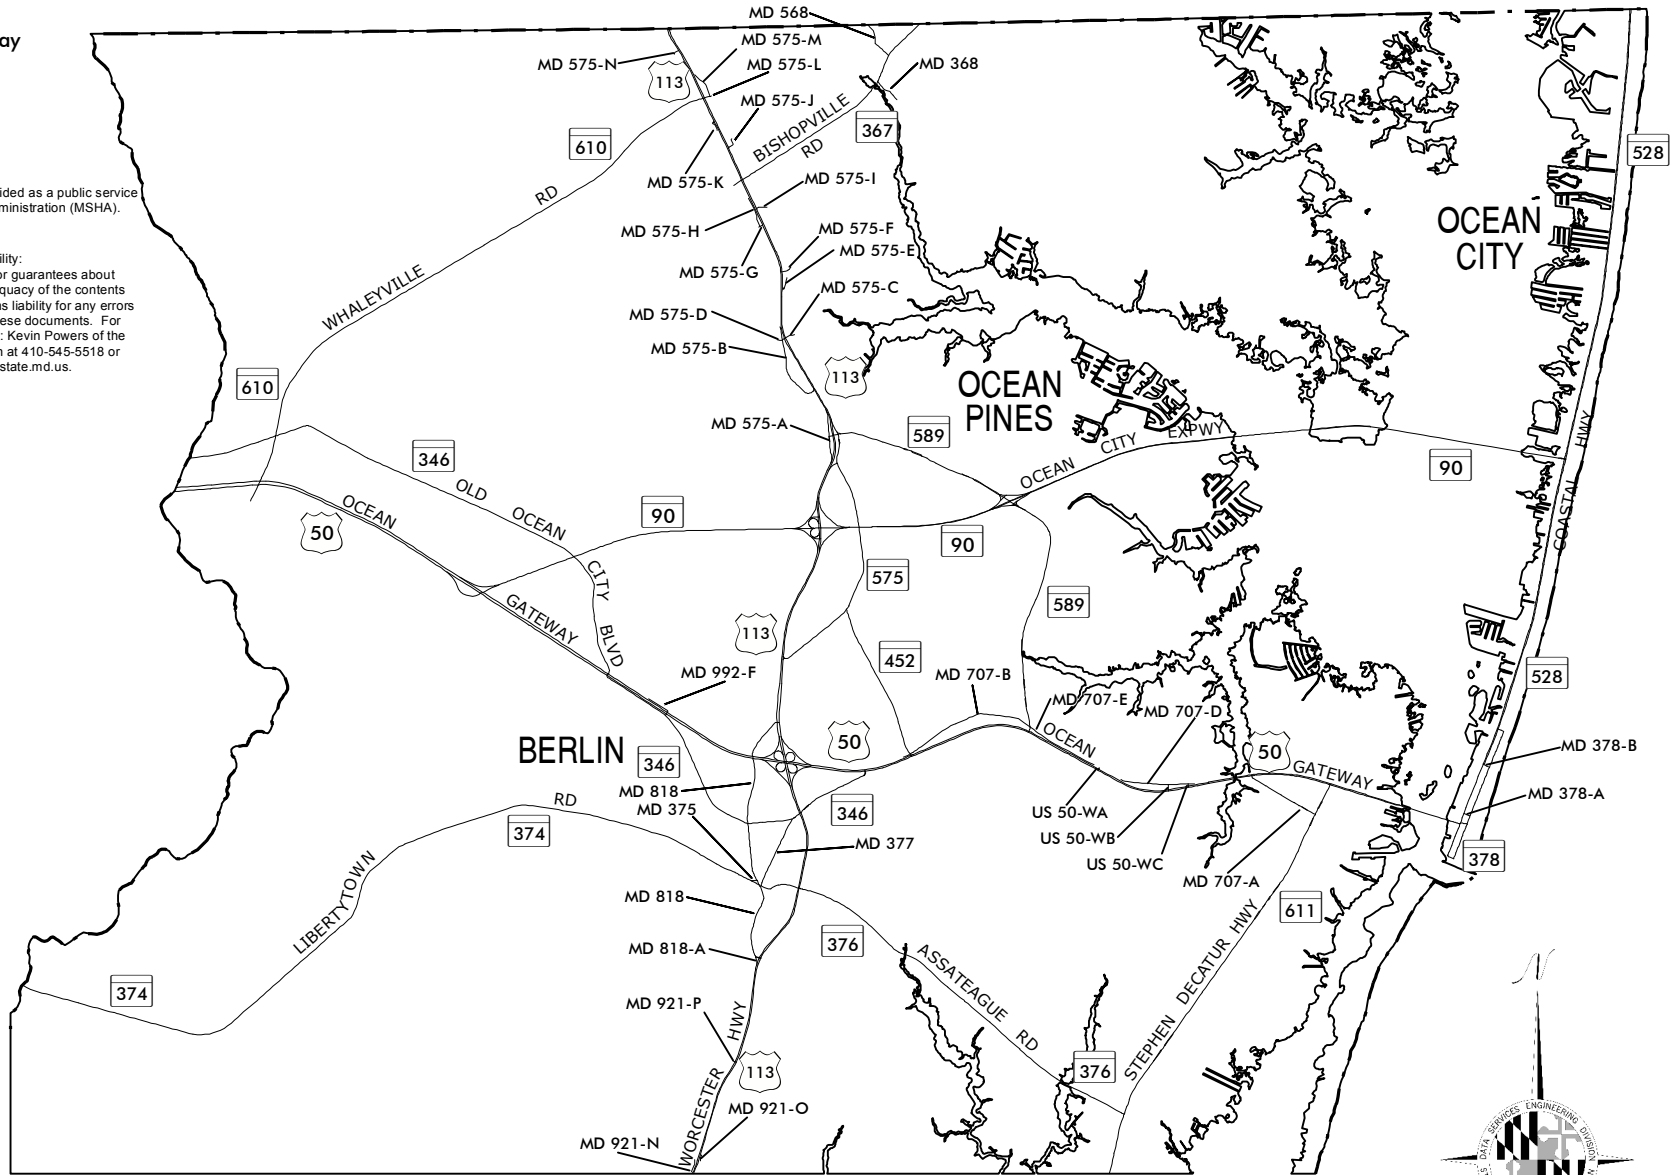 ay
ided as a public service
ministration (MSHA).
ility:
or guarantees about
equacy of the contents
ns liability for any errors
ese documents. For
: Kevin Powers of the
n at 410-545-5518 or
state.md.us.
MD 568
MD 575-M
MD 575-N
MD 575-L
MD 368
113
MD 575-J
BISHOPVILLE
RD
367
610
528
MD 575-K
MD 575-I
RD
MD 575-H
MD 575-F
MD 575-E
OCEAN
CITY
MD 575-G
MD 575-C
WHALEYVILLE
MD 575-D
MD 575-B
113
610
OCEAN
PINES
MD 575-A
589
OCEAN CITY EXPWY
COASTAL HWY
346
90
OLD OCEAN CITY BLVD
OCEAN
50
90
90
575
GATEWAY
589
113
452
528
MD 992-F
MD 707-B
MD 707-E
MD 707-D
OCEAN
50
50
GATEWAY
BERLIN
346
MD 378-B
MD 818
MD 375
346
US 50-WA
MD 378-A
RD
374
US 50-WB
MD 377
US 50-WC
378
MD 707-A
LIBERTYTOWN
MD 818
611
STEPHEN DECATUR HWY
376
MD 818-A
ASSATEAGUE RD
374
MD 921-P
376
WORCESTER HWY
113
MD 921-O
MD 921-N
DATA SERVICES ENGINEERING DIVISION